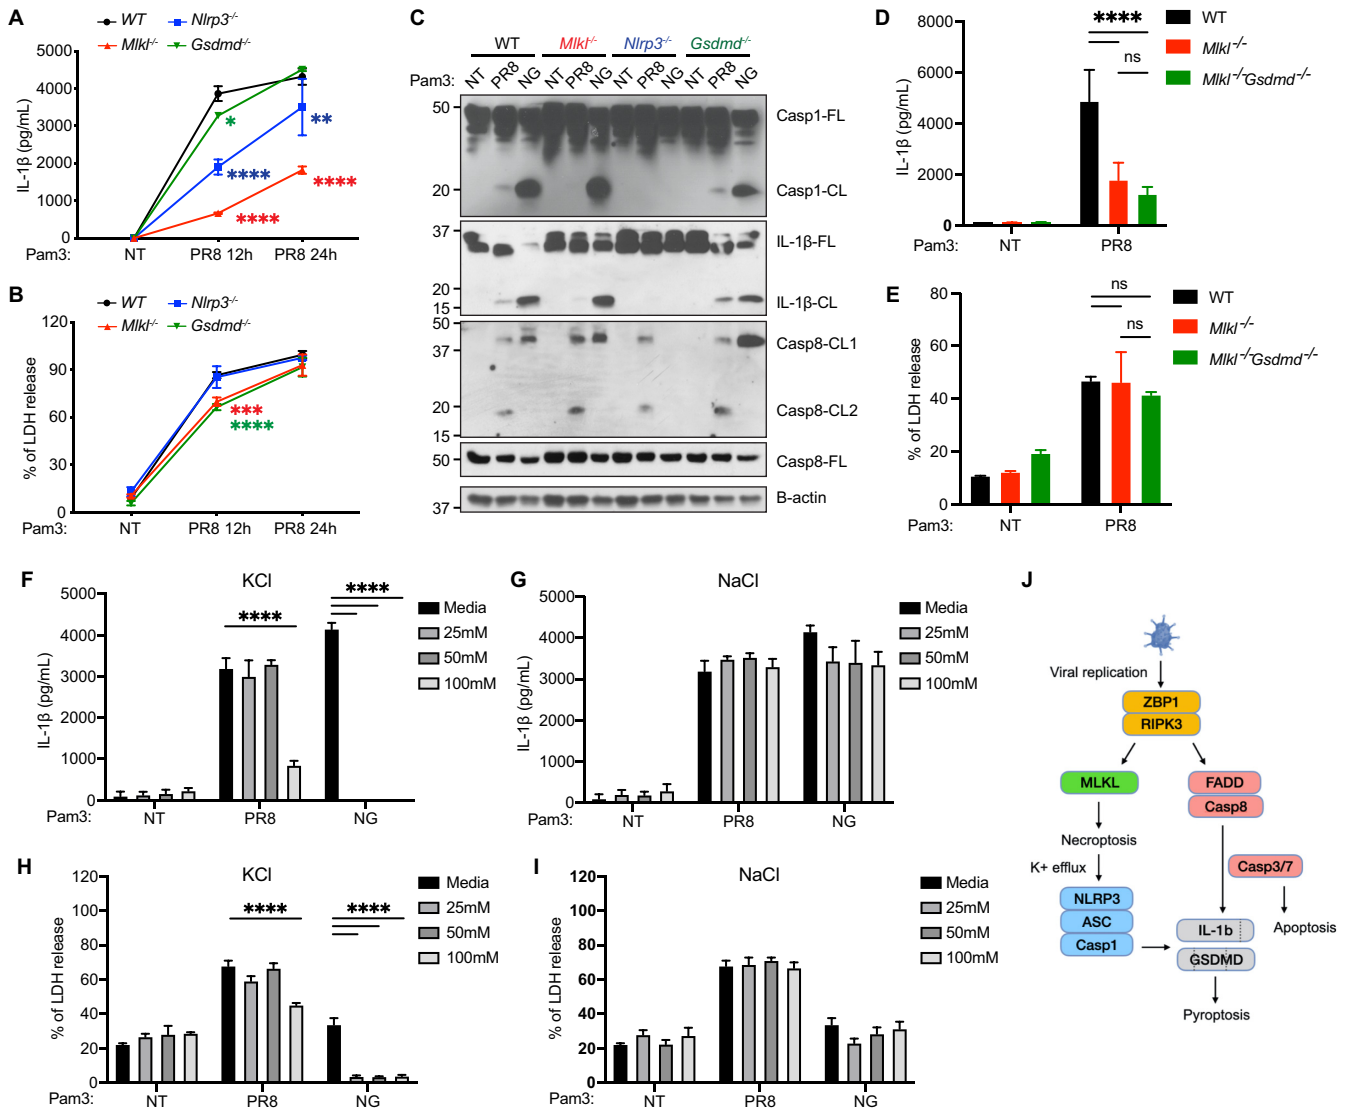 A
WT
Nlrp3-/-
Mlkl-/-
Gsdmd-/-
IL-1β (pg/mL)
5000
4000
3000
2000
1000
0
*
****
****
**
****
Pam3:
NT
PR8 12h
PR8 24h
B
WT
Nlrp3-/-
Mlkl-/-
Gsdmd-/-
% of LDH release
120
90
60
30
0
***
****
Pam3:
NT
PR8 12h
PR8 24h
C
WT
Mlkl-/-
Nlrp3-/-
Gsdmd-/-
Pam3:
NT PR8 NG NT PR8 NG NT PR8 NG NT PR8 NG
50
Casp1-FL
20
Casp1-CL
37
IL-1β-FL
20
15
IL-1β-CL
50
37
Casp8-CL1
20
Casp8-CL2
15
50
Casp8-FL
37
B-actin
D
IL-1β (pg/mL)
8000
6000
4000
2000
0
****
ns
WT
Mlkl-/-
Mlkl-/-Gsdmd-/-
Pam3:
NT
PR8
E
% of LDH release
80
60
40
20
0
ns
ns
WT
Mlkl-/-
Mlkl-/-Gsdmd-/-
Pam3:
NT
PR8
F
KCl
IL-1β (pg/mL)
5000
4000
3000
2000
1000
0
****
****
Media
25mM
50mM
100mM
Pam3:
NT
PR8
NG
G
NaCl
IL-1β (pg/mL)
5000
4000
3000
2000
1000
0
Media
25mM
50mM
100mM
Pam3:
NT
PR8
NG
H
KCl
% of LDH release
120
100
80
60
40
20
0
****
****
Media
25mM
50mM
100mM
Pam3:
NT
PR8
NG
I
NaCl
% of LDH release
120
100
80
60
40
20
0
Media
25mM
50mM
100mM
Pam3:
NT
PR8
NG
J
Viral replication
ZBP1
RIPK3
MLKL
FADD
Casp8
Necroptosis
K+ efflux
Casp3/7
NLRP3
ASC
Casp1
IL-1b
GSDMD
Apoptosis
Pyroptosis